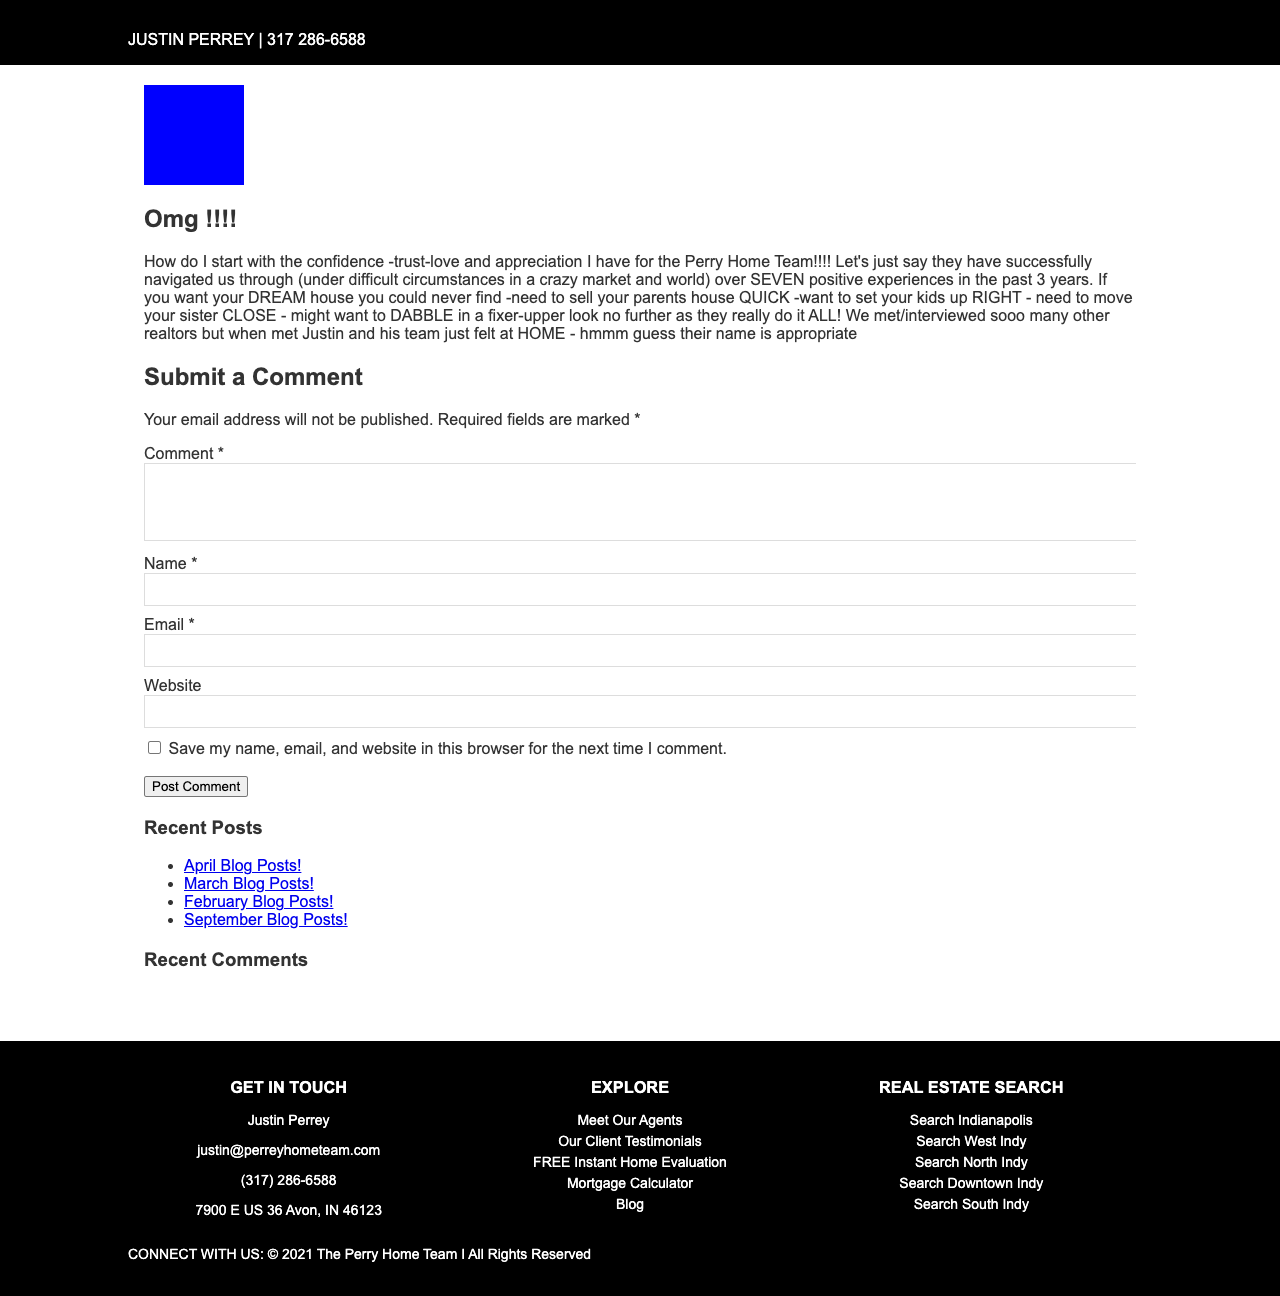 JUSTIN PERREY | 317 286-6588
Omg !!!!
How do I start with the confidence -trust-love and appreciation I have for the Perry Home Team!!!! Let's just say they have successfully
navigated us through (under difficult circumstances in a crazy market and world) over SEVEN positive experiences in the past 3 years. If
you want your DREAM house you could never find -need to sell your parents house QUICK -want to set your kids up RIGHT - need to move
your sister CLOSE - might want to DABBLE in a fixer-upper look no further as they really do it ALL! We met/interviewed sooo many other
realtors but when met Justin and his team just felt at HOME - hmmm guess their name is appropriate
Submit a Comment
Your email address will not be published. Required fields are marked *
Comment *
Name *
Email *
Website
Save my name, email, and website in this browser for the next time I comment.
Post Comment
Recent Posts
April Blog Posts!
March Blog Posts!
February Blog Posts!
September Blog Posts!
Recent Comments
GET IN TOUCH
Justin Perrey
justin@perreyhometeam.com
(317) 286-6588
7900 E US 36 Avon, IN 46123
EXPLORE
Meet Our Agents
Our Client Testimonials
FREE Instant Home Evaluation
Mortgage Calculator
Blog
REAL ESTATE SEARCH
Search Indianapolis
Search West Indy
Search North Indy
Search Downtown Indy
Search South Indy
CONNECT WITH US: © 2021 The Perry Home Team I All Rights Reserved